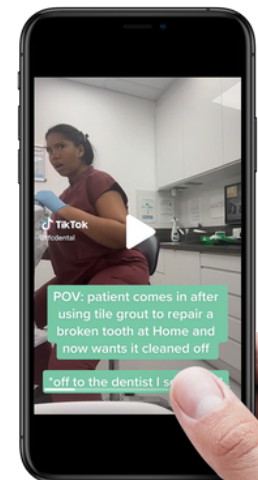 TikTok
POV: patient comes in after
using tile grout to repair a
broken tooth at Home and
now wants it cleaned off
*off to the dentist I